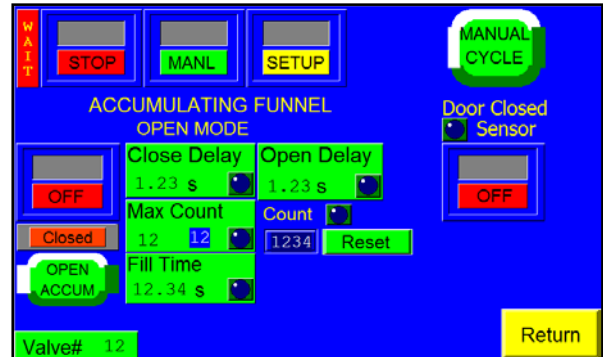 WAIT
STOP
MANL
SETUP
MANUAL
CYCLE
ACCUMULATING FUNNEL
OPEN MODE
Door Closed
Sensor
OFF
Close Delay
1.23 s
Open Delay
1.23 s
OFF
Max Count
12 12
Count
1234 Reset
Closed
OPEN
ACCUM
Fill Time
12.34 s
Valve# 12
Return